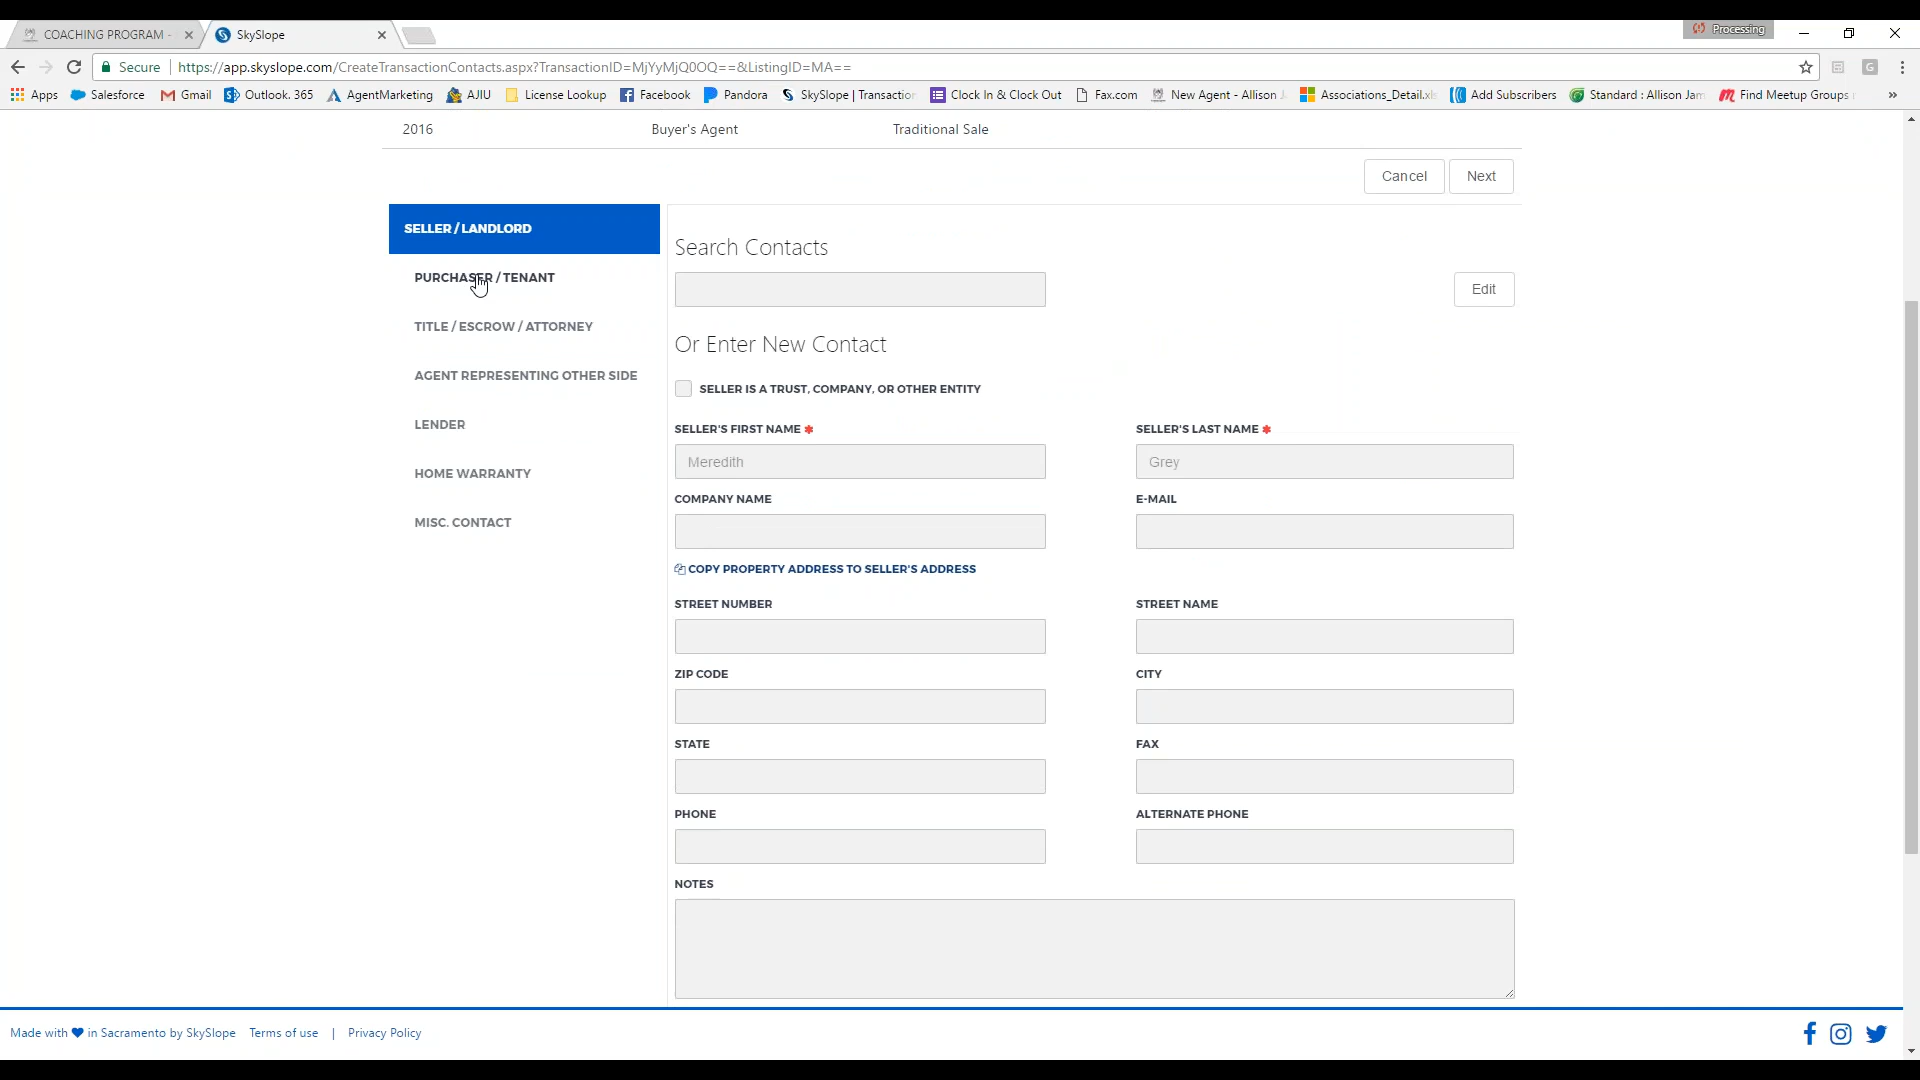 COACHING PROGRAM -
SkySlope
Processing
Secure
https://app.skyslope.com/CreateTransactionContacts.aspx?TransactionID=MjYyMjQ0OQ==&ListingID=MA==
Apps
Salesforce
Gmail
Outlook. 365
AgentMarketing
AJIU
License Lookup
Facebook
Pandora
SkySlope | Transaction
Clock In & Clock Out
Fax.com
New Agent - Allison J
Associations_Detail.xls
Add Subscribers
Standard : Allison Jam
Find Meetup Groups
»
2016
Buyer's Agent
Traditional Sale
Cancel
Next
SELLER / LANDLORD
PURCHASER / TENANT
TITLE / ESCROW / ATTORNEY
AGENT REPRESENTING OTHER SIDE
LENDER
HOME WARRANTY
MISC. CONTACT
Search Contacts
Edit
Or Enter New Contact
SELLER IS A TRUST, COMPANY, OR OTHER ENTITY
SELLER'S FIRST NAME *
SELLER'S LAST NAME *
Meredith
Grey
COMPANY NAME
E-MAIL
COPY PROPERTY ADDRESS TO SELLER'S ADDRESS
STREET NUMBER
STREET NAME
ZIP CODE
CITY
STATE
FAX
PHONE
ALTERNATE PHONE
NOTES
Made with ♥ in Sacramento by SkySlope
Terms of use | Privacy Policy